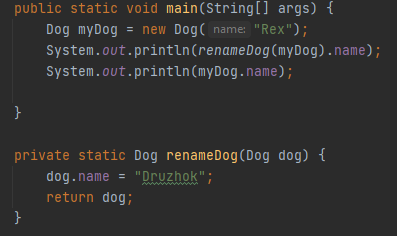 public static void main(String[] args) {
    Dog myDog = new Dog( name: "Rex");
    System.out.println(renameDog(myDog).name);
    System.out.println(myDog.name);

}

private static Dog renameDog(Dog dog) {
    dog.name = "Druzhok";
    return dog;
}